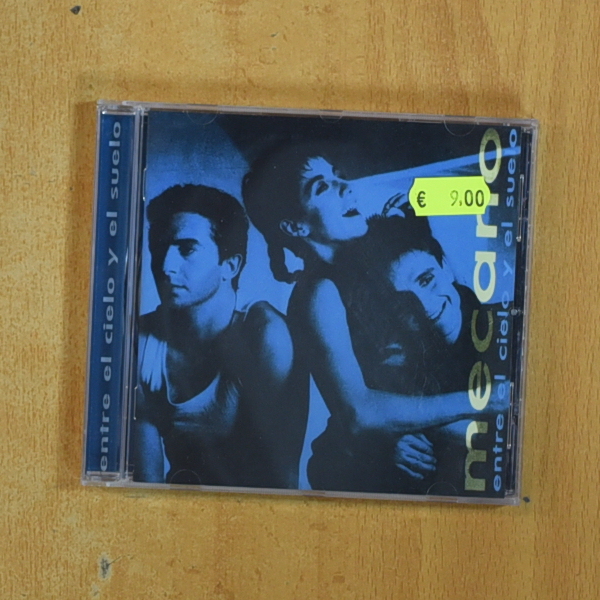 entre el cielo y el suelo
€ 9.00
mecano
entre el cielo y el suelo